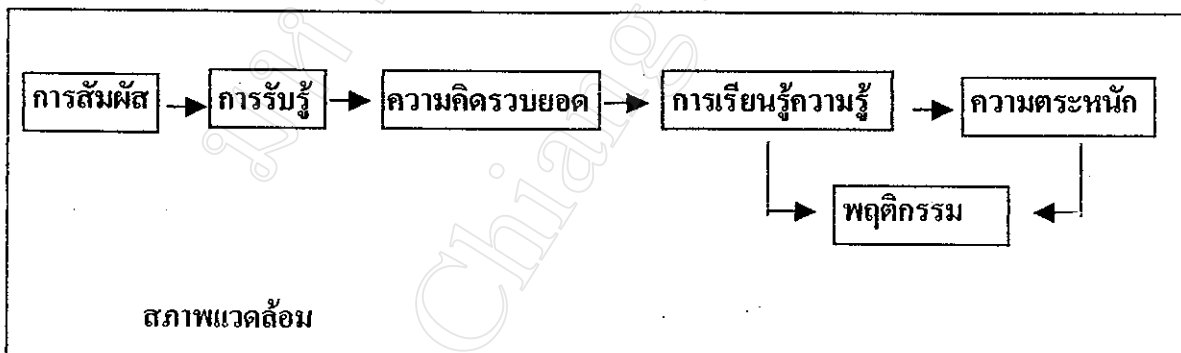 การสัมผัส การรับรู้ ความคิดรวบยอด การเรียนรู้ความรู้ ความตระหนัก
พฤติกรรม
สภาพแวดล้อม
Chiang